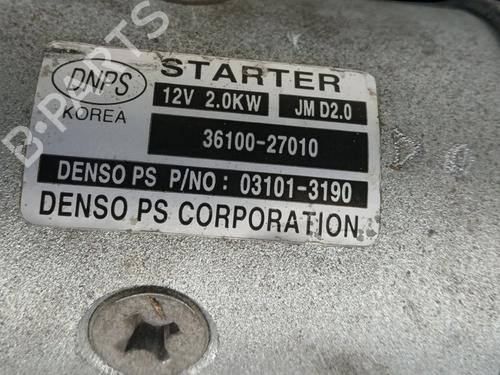 DNPS
KOREA
STARTER
12V 2.0KW JM D2.0
36100-27010
DENSO PS P/NO : 03101-3190
DENSO PS CORPORATION
B-PARTS